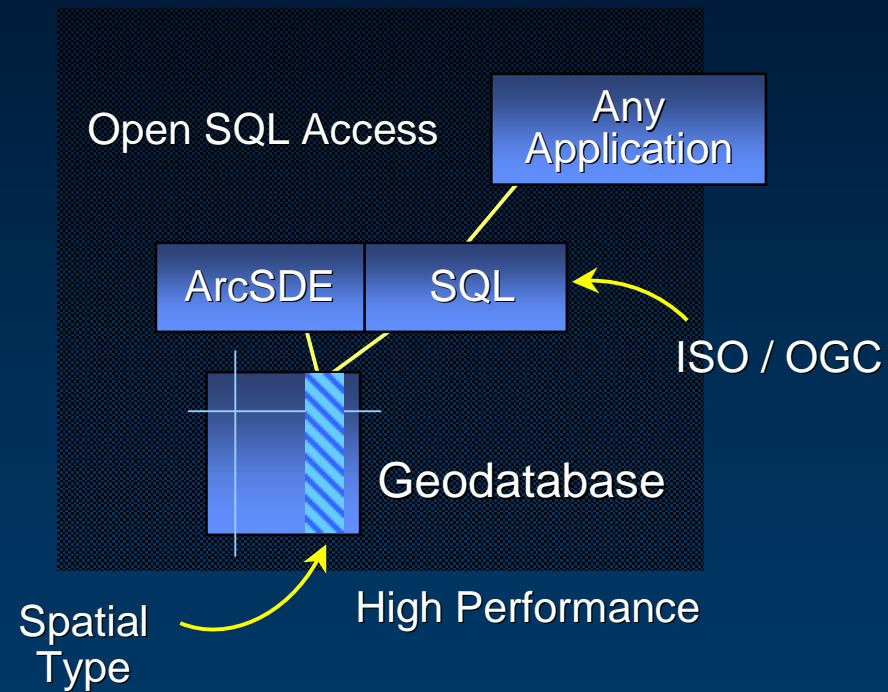 Open SQL Access
Any
Application
ArcSDE
SQL
ISO / OGC
Geodatabase
High Performance
Spatial
Type